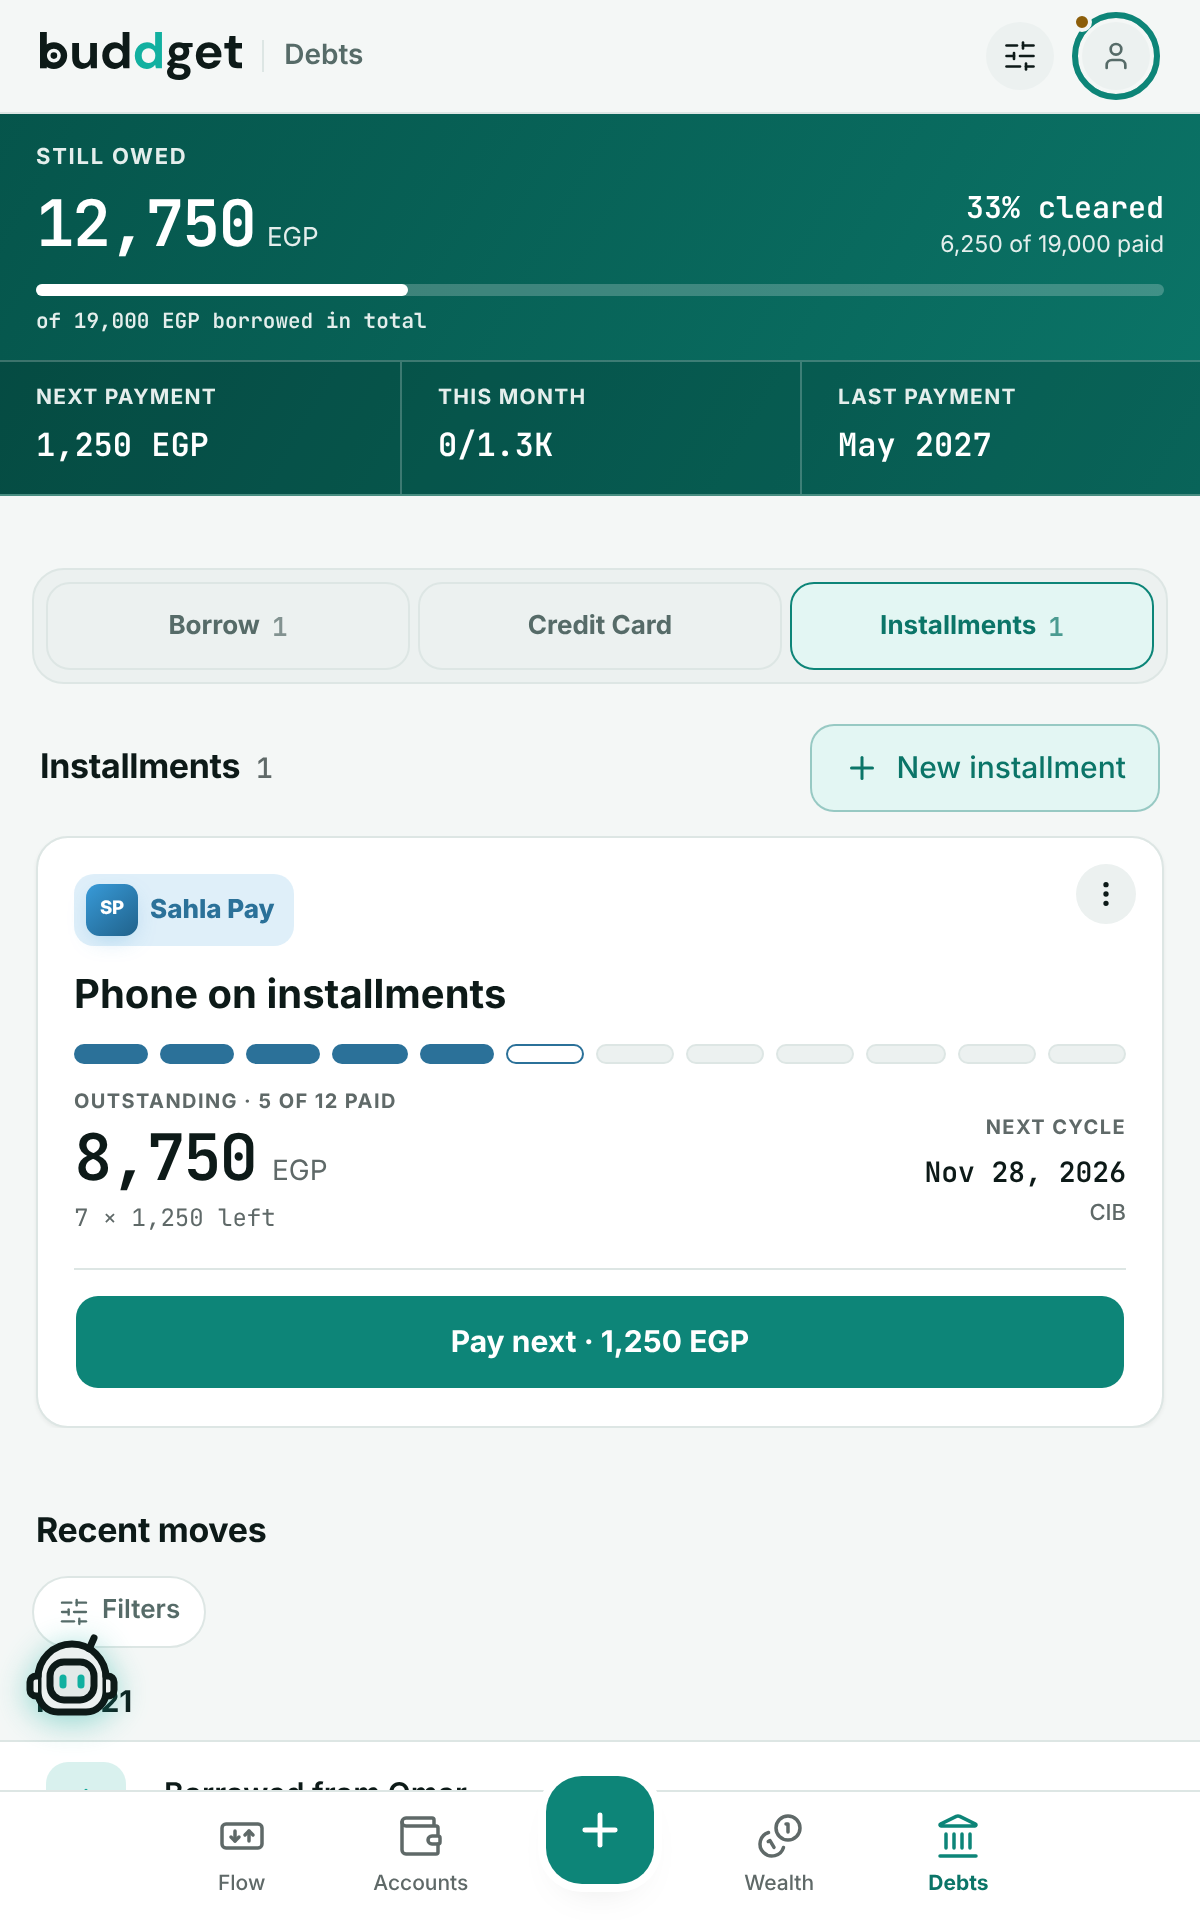 buddget
Debts
STILL OWED
12,750 EGP
33% cleared
6,250 of 19,000 paid
of 19,000 EGP borrowed in total
NEXT PAYMENT
1,250 EGP
THIS MONTH
0/1.3K
LAST PAYMENT
May 2027
Borrow 1
Credit Card
Installments 1
Installments 1
+ New installment
SP Sahla Pay
Phone on installments
OUTSTANDING · 5 OF 12 PAID
8,750 EGP
7 × 1,250 left
NEXT CYCLE
Nov 28, 2026
CIB
Pay next · 1,250 EGP
Recent moves
Filters
21
Borrowed from Omar
Flow
Accounts
Wealth
Debts